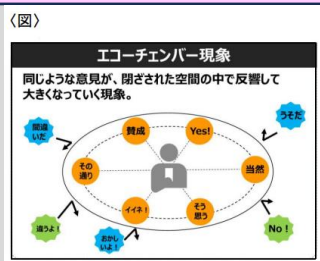 〈図〉
エコーチェンバー現象
同じような意見が、閉ざされた空間の中で反響して
大きくなっていく現象。
間違
いだ
賛成
Yes!
うそだ
その
通り
当然
イイネ！
そう
思う
違うよ！
おかし
いよ！
No！